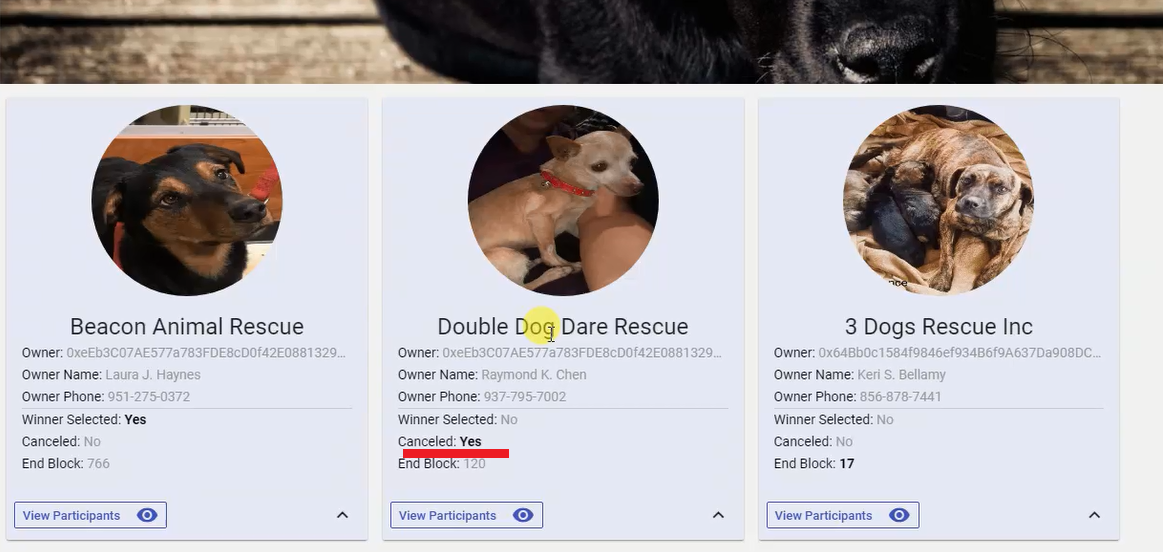 Beacon Animal Rescue
Owner: 0xeEb3C07AE577a783FDE8cD0f42E0881329...
Owner Name: Laura J. Haynes
Owner Phone: 951-275-0372
Winner Selected: Yes
Canceled: No
End Block: 766
View Participants
Double Dog Dare Rescue
Owner: 0xeEb3C07AE577a783FDE8cD0f42E0881329...
Owner Name: Raymond K. Chen
Owner Phone: 937-795-7002
Winner Selected: No
Canceled: Yes
End Block: 120
View Participants
3 Dogs Rescue Inc
Owner: 0x64Bb0c1584f9846ef934B6f9A637Da908DC...
Owner Name: Keri S. Bellamy
Owner Phone: 856-878-7441
Winner Selected: No
Canceled: No
End Block: 17
View Participants